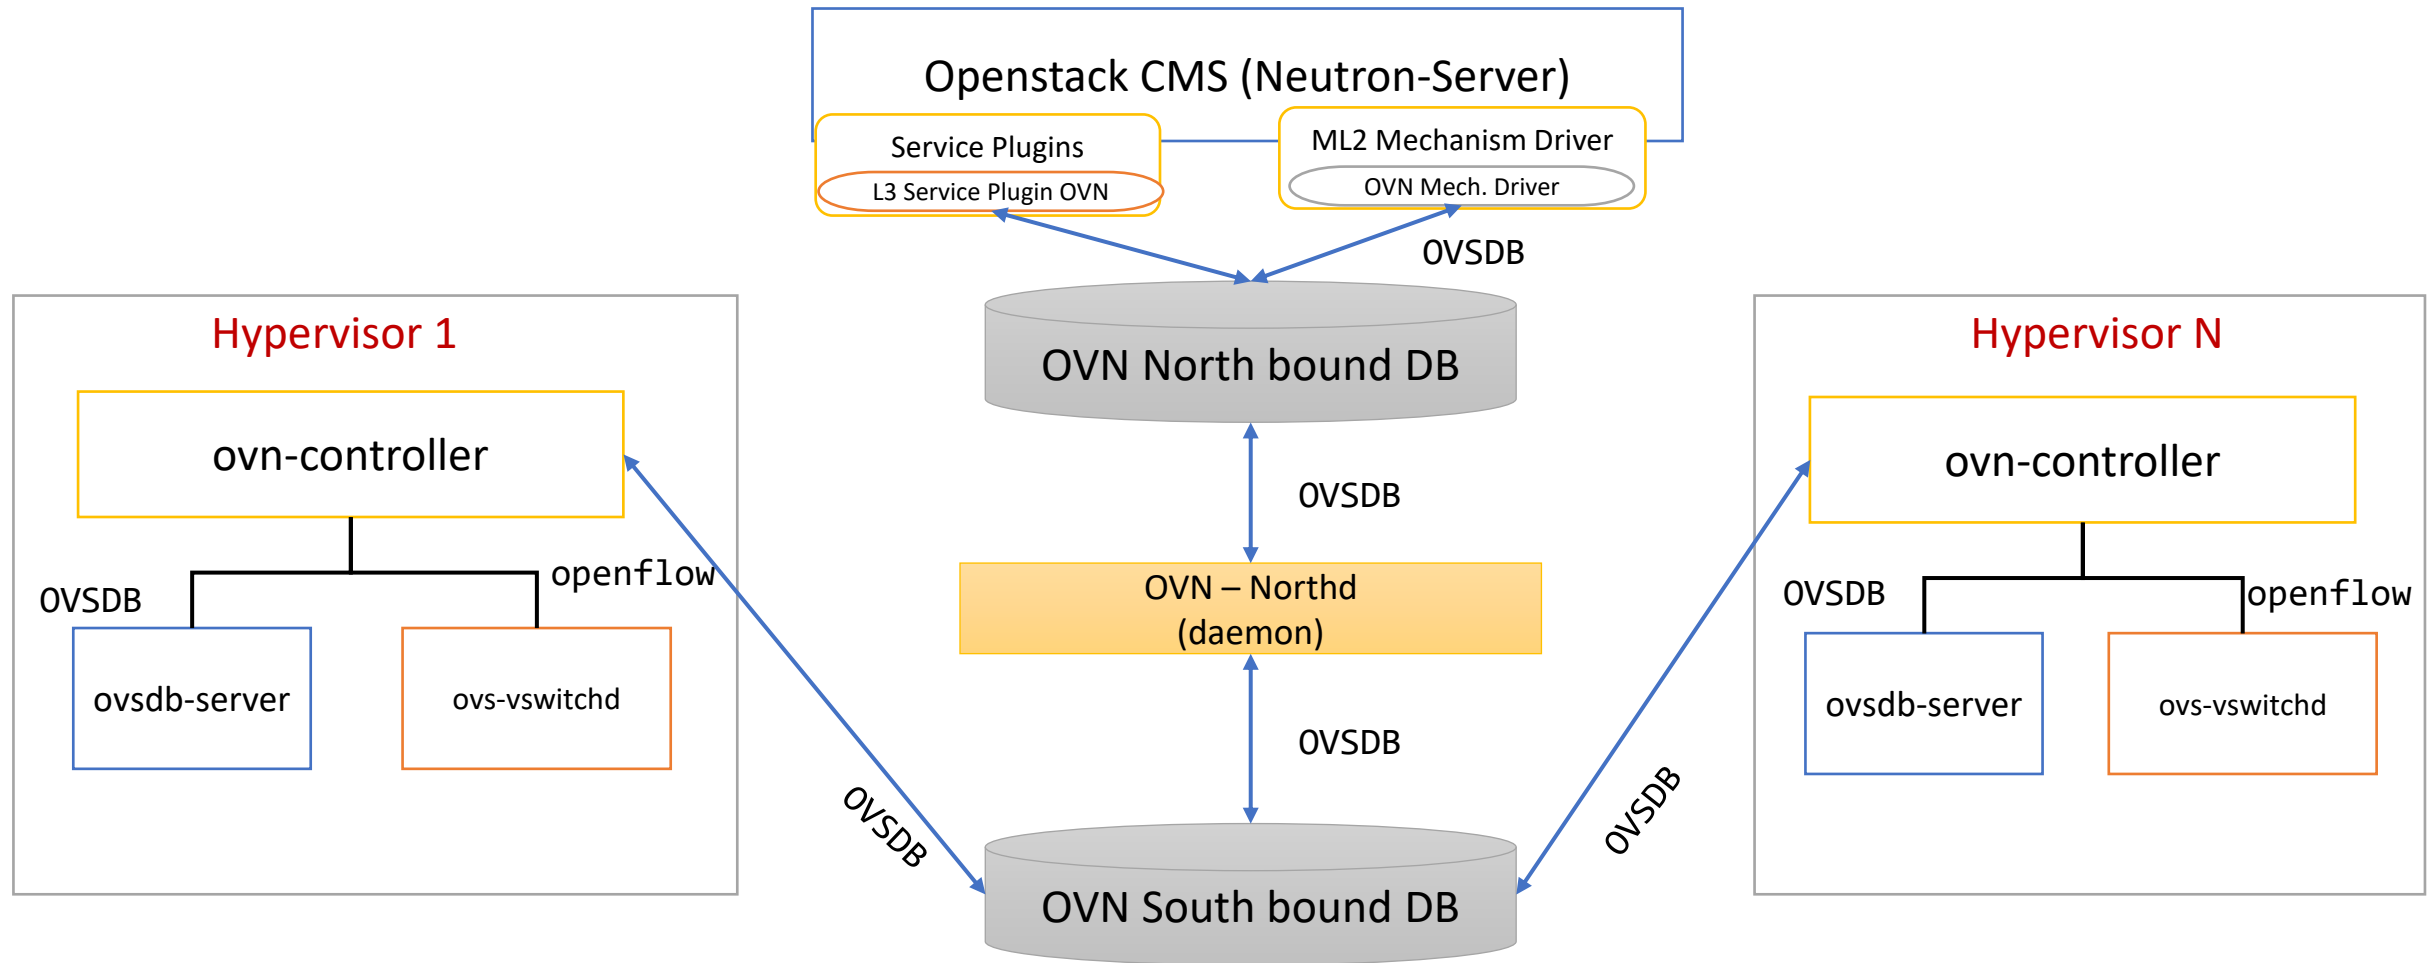 Openstack CMS (Neutron-Server)
Service Plugins
L3 Service Plugin OVN
ML2 Mechanism Driver
OVN Mech. Driver
OVSDB
OVN North bound DB
OVSDB
OVN – Northd
(daemon)
OVSDB
OVN South bound DB
Hypervisor 1
ovn-controller
OVSDB
openflow
ovsdb-server
ovs-vswitchd
OVSDB
Hypervisor N
ovn-controller
OVSDB
openflow
ovsdb-server
ovs-vswitchd
OVSDB